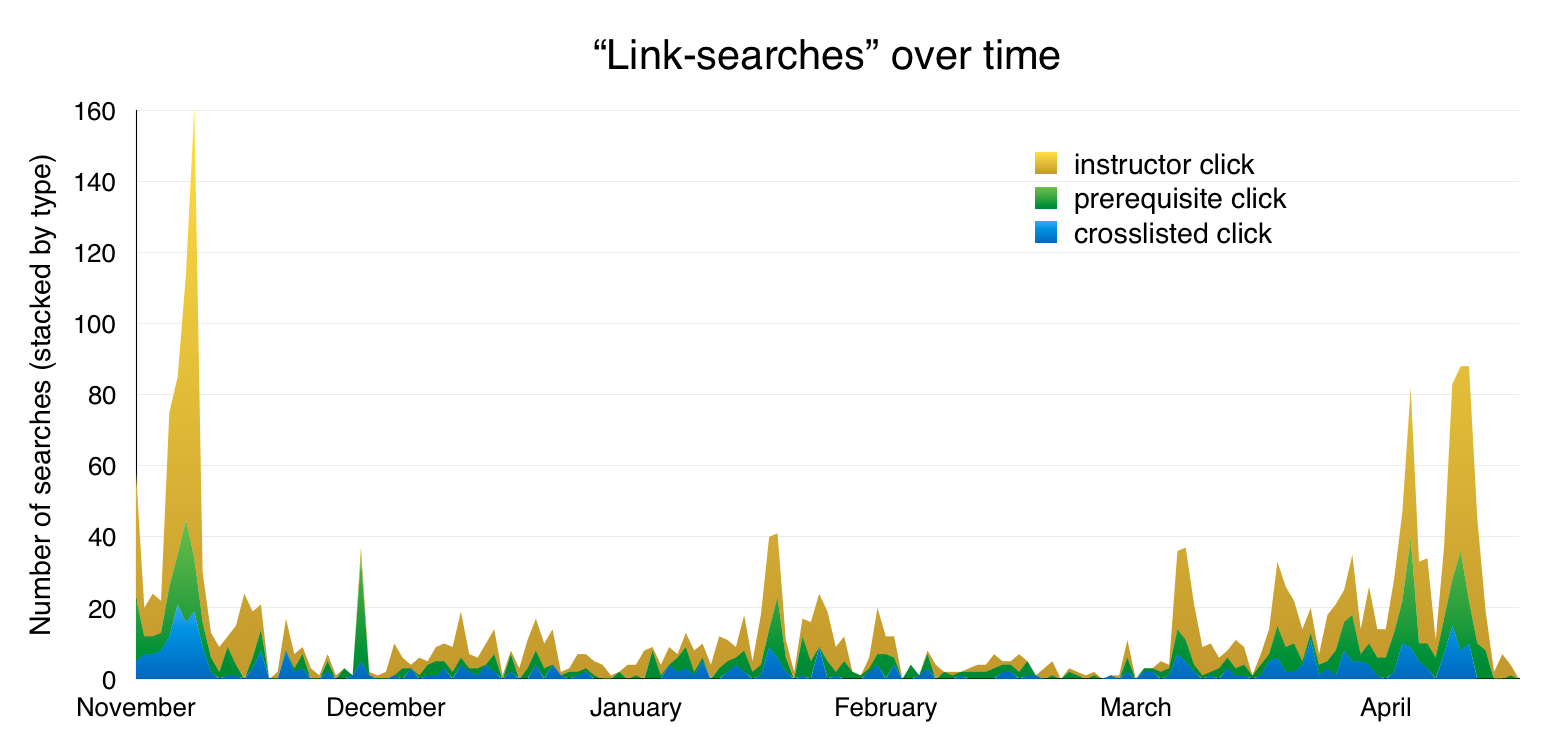 “Link-searches” over time
Number of searches (stacked by type)
160
140
120
100
80
60
40
20
0
instructor click
prerequisite click
crosslisted click
November
December
January
February
March
April